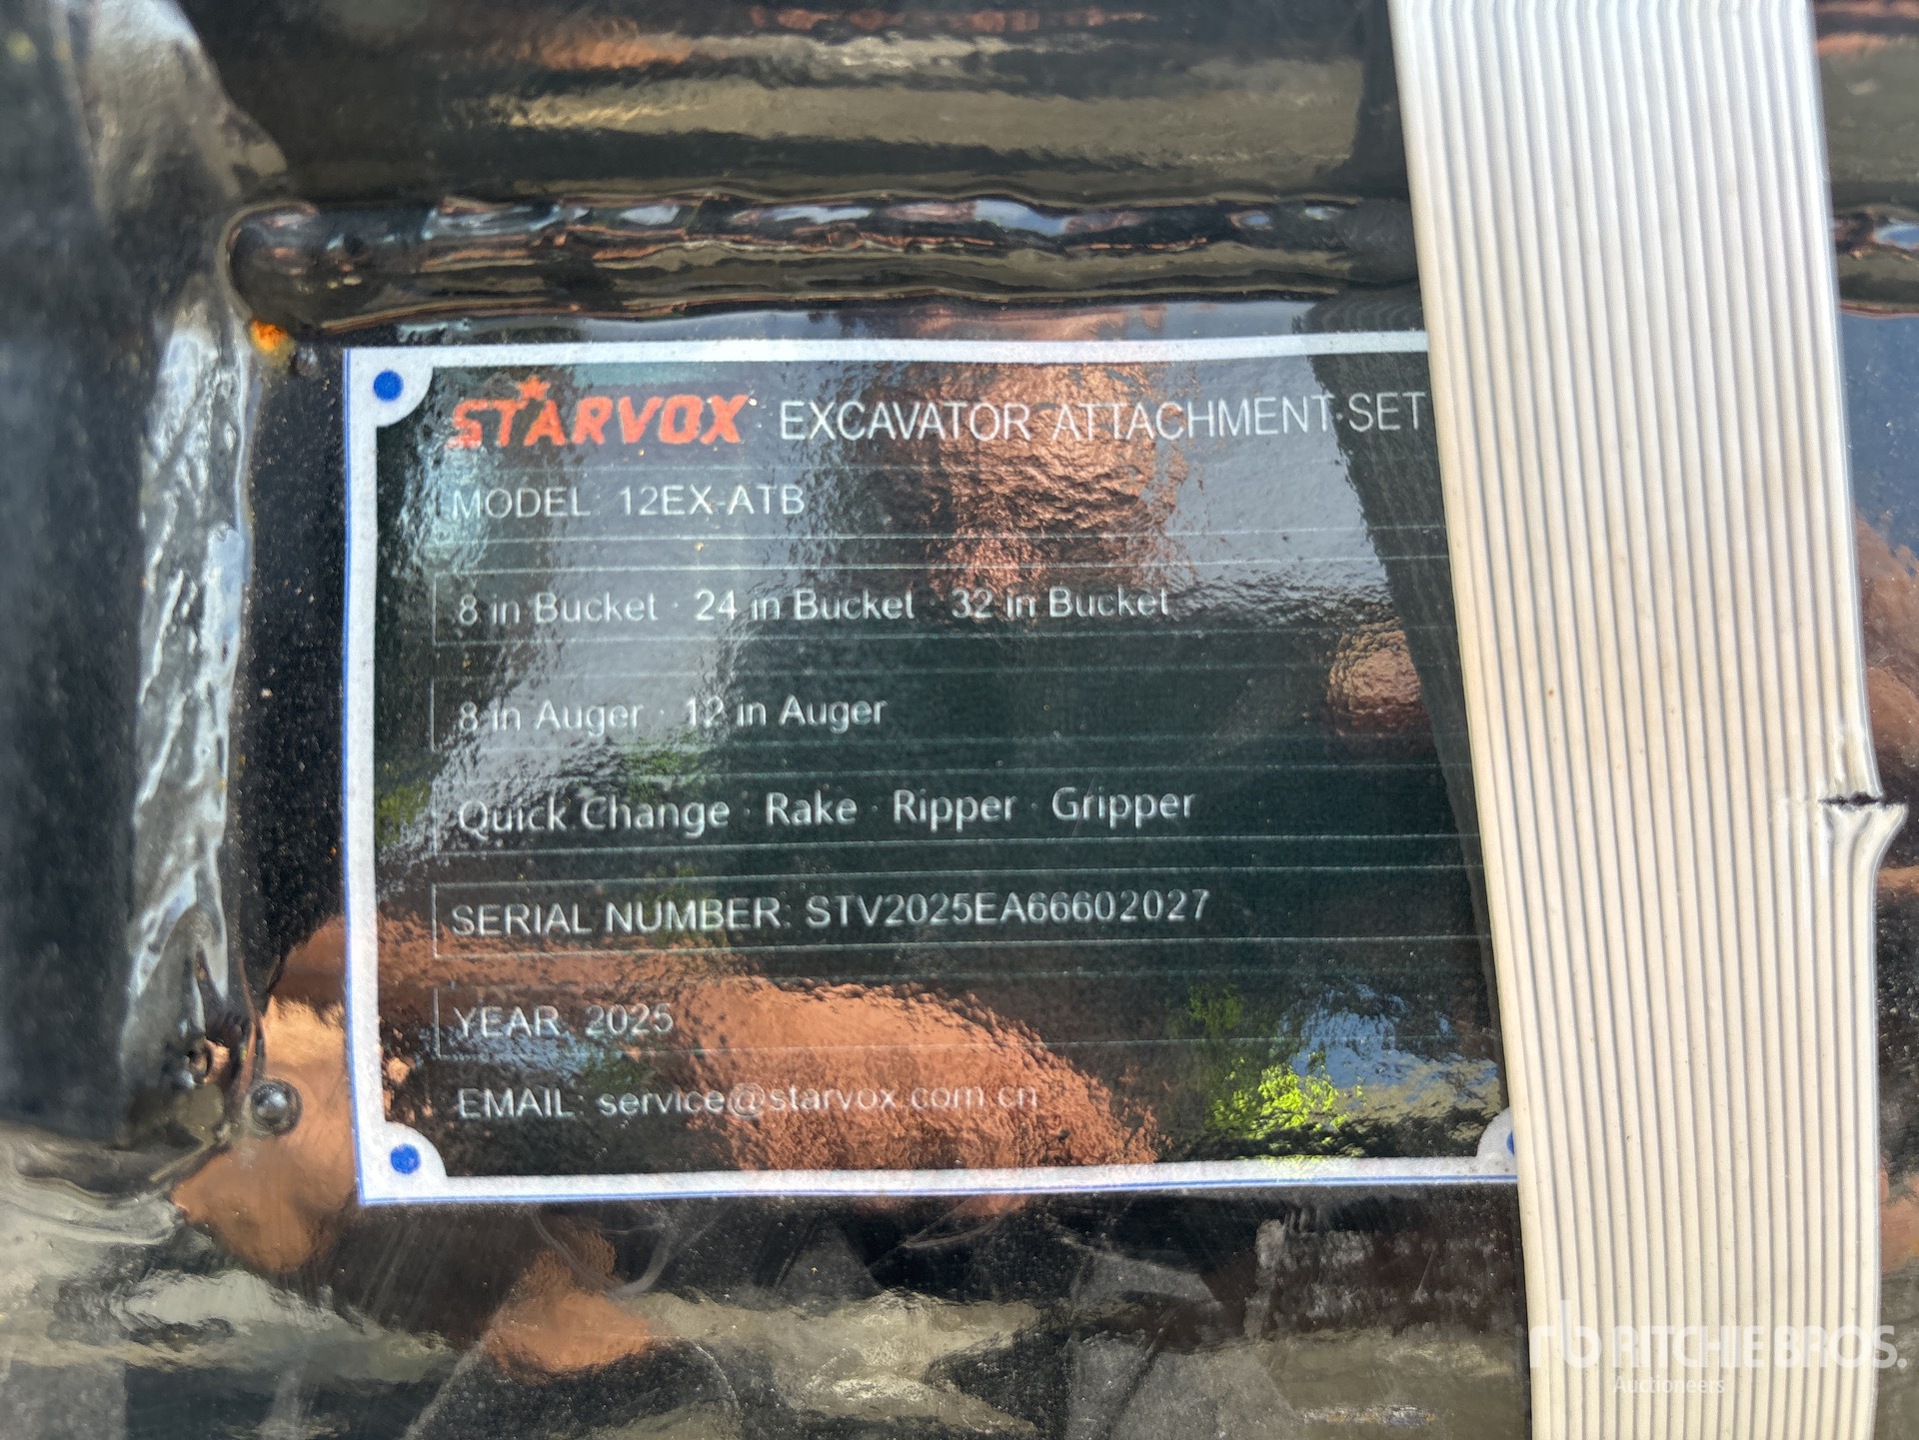 STARVOX EXCAVATOR ATTACHMENT SET
MODEL: 12EX-ATB
8 in Bucket · 24 in Bucket · 32 in Bucket
8 in Auger · 12 in Auger
Quick Change · Rake · Ripper · Gripper
SERIAL NUMBER: STV2025EA66602027
YEAR: 2025
EMAIL: service@starvox.com.cn
rb RITCHIE BROS.
Auctioneers